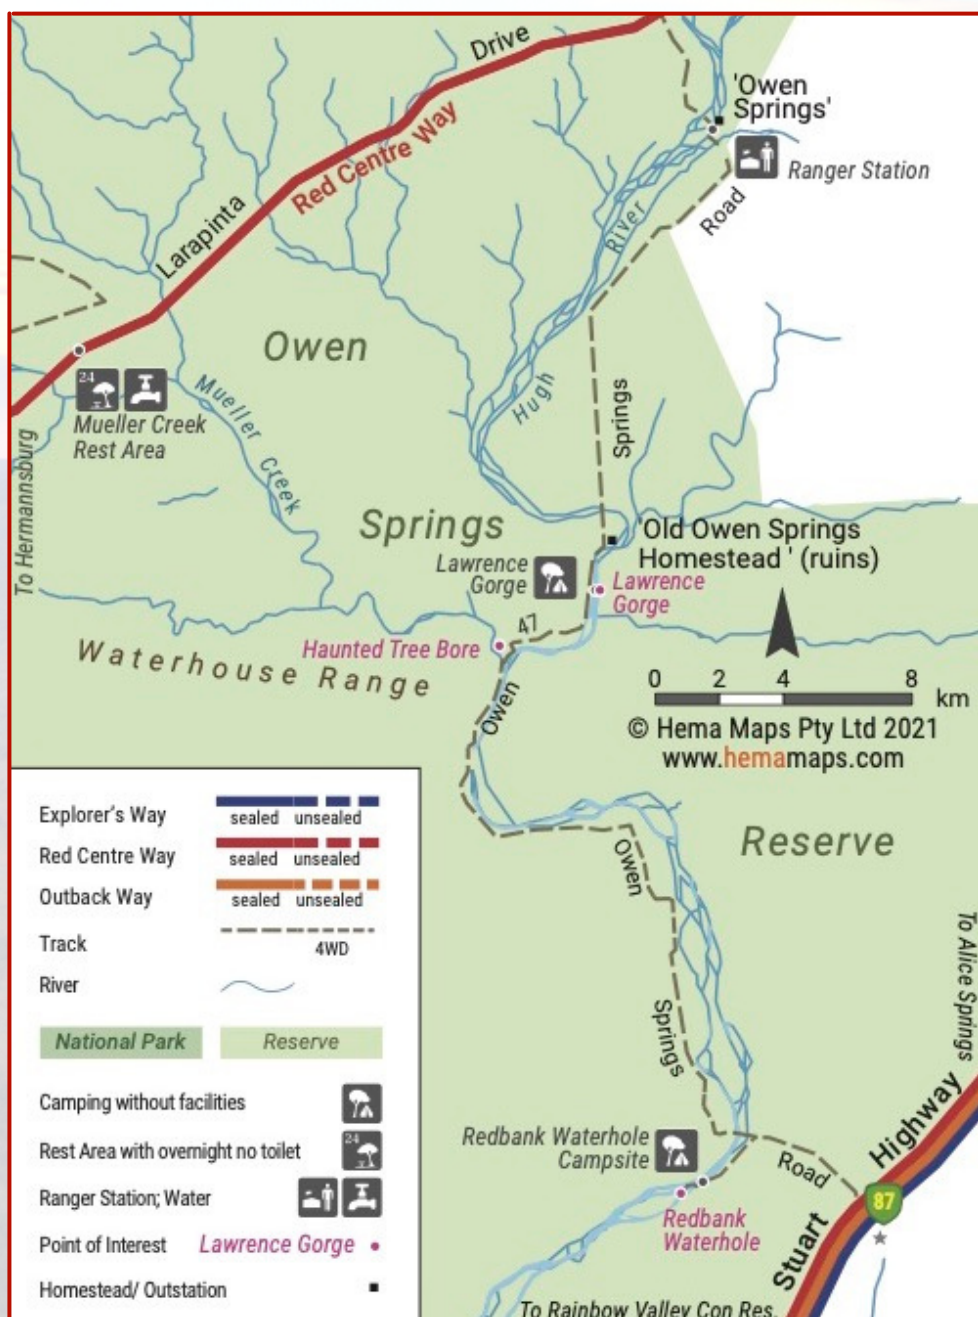 Drive
Red Centre Way
Larapinta
'Owen
Springs'
Ranger Station
Road
River
Hugh
Owen
24
Mueller Creek
Rest Area
Mueller Creek
To Hermannsburg
Springs
Springs
'Old Owen Springs
Homestead ' (ruins)
Lawrence
Gorge
Lawrence
Gorge
47
Haunted Tree Bore
Waterhouse Range
Owen
0 2 4 8 km
© Hema Maps Pty Ltd 2021
www.hemamaps.com
Reserve
Owen
Springs
To Alice Springs
Redbank Waterhole
Campsite
Road
Redbank
Waterhole
Stuart Highway
87
To Rainbow Valley Con Res.
Explorer's Way
sealed unsealed
Red Centre Way
sealed unsealed
Outback Way
sealed unsealed
Track
4WD
River
National Park Reserve
Camping without facilities
Rest Area with overnight no toilet
24
Ranger Station; Water
Point of Interest Lawrence Gorge
Homestead/ Outstation